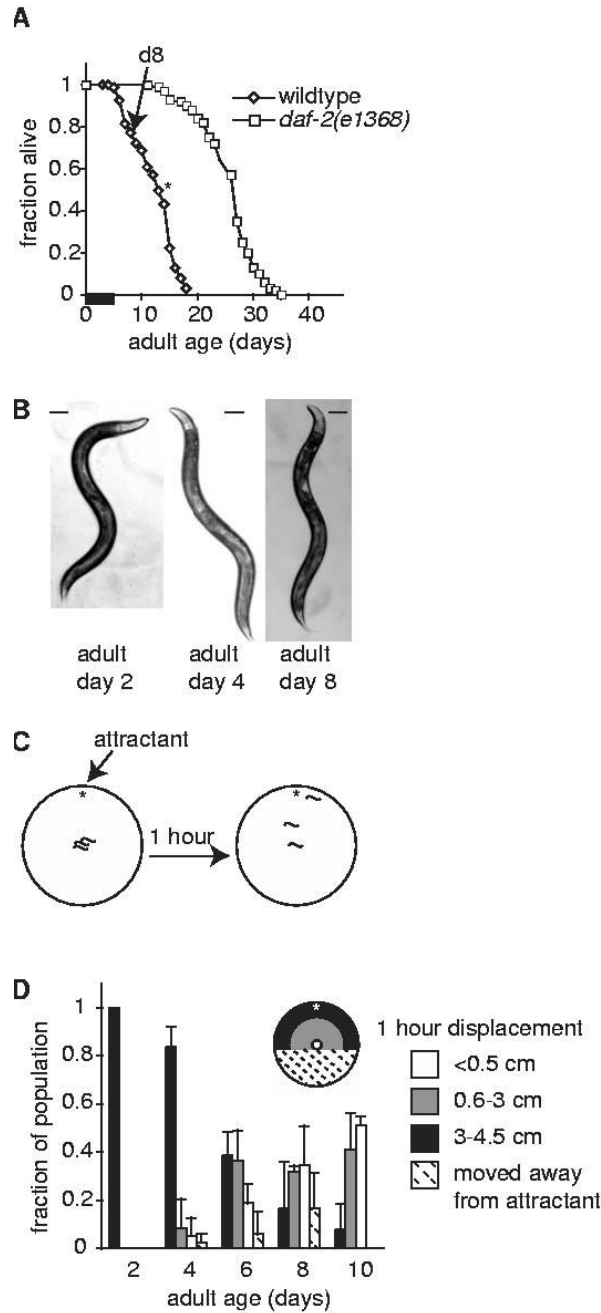 A
d8
1
0.8
0.6
0.4
0.2
0
fraction alive
wildtype
daf-2(e1368)
*
0 10 20 30 40
adult age (days)
B
adult day 2
adult day 4
adult day 8
C
attractant
*
1 hour
*
D
1
0.8
0.6
0.4
0.2
0
fraction of population
*
1 hour displacement
<0.5 cm
0.6-3 cm
3-4.5 cm
moved away
from attractant
2 4 6 8 10
adult age (days)